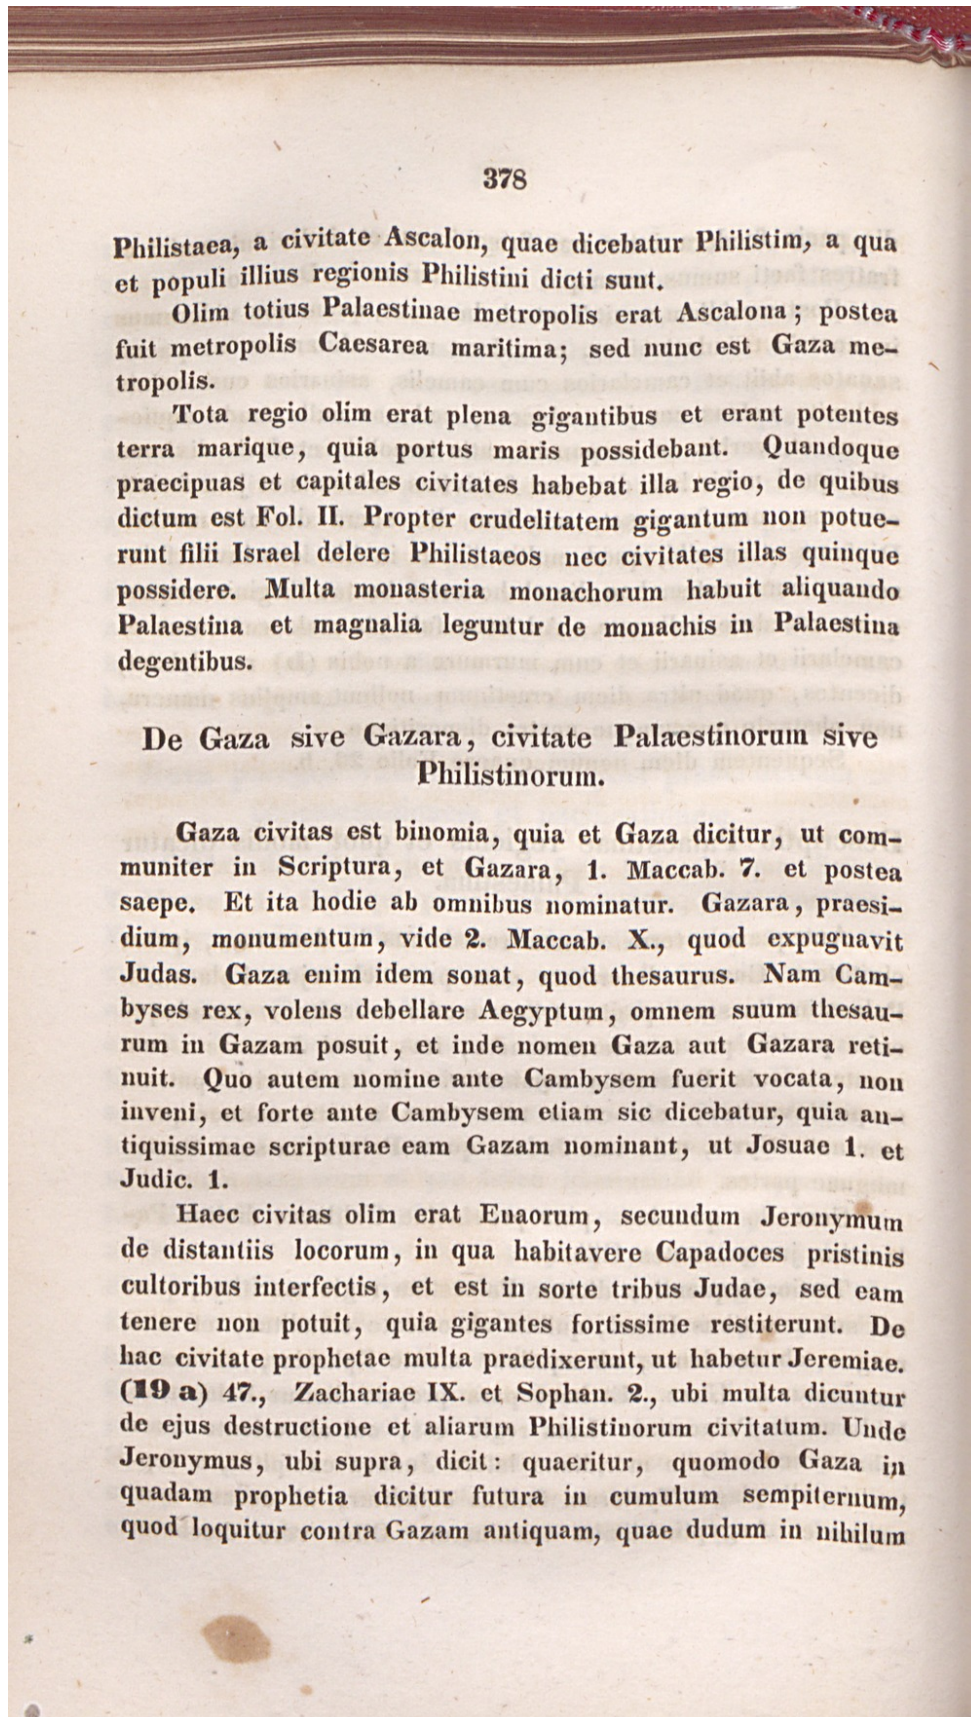 378
Philistaea, a civitate Ascalon, quae dicebatur Philistim, a qua
et populi illius regionis Philistini dicti sunt.
Olim totius Palaestinae metropolis erat Ascalona; postea
fuit metropolis Caesarea maritima; sed nunc est Gaza me-
tropolis.
Tota regio olim erat plena gigantibus et erant potentes
terra marique, quia portus maris possidebant. Quandoque
praecipuas et capitales civitates habebat illa regio, de quibus
dictum est Fol. II. Propter crudelitatem gigantum non potue-
runt filii Israel delere Philistaeos nec civitates illas quinque
possidere. Multa monasteria monachorum habuit aliquando
Palaestina et magnalia leguntur de monachis in Palaestina
degentibus.
De Gaza sive Gazara, civitate Palaestinorum sive
Philistinorum.
Gaza civitas est binomia, quia et Gaza dicitur, ut com-
muniter in Scriptura, et Gazara, 1. Maccab. 7. et postea
saepe. Et ita hodie ab omnibus nominatur. Gazara, praesi-
dium, monumentum, vide 2. Maccab. X., quod expugnavit
Judas. Gaza enim idem sonat, quod thesaurus. Nam Cam-
byses rex, volens debellare Aegyptum, omnem suum thesau-
rum in Gazam posuit, et inde nomen Gaza aut Gazara reti-
nuit. Quo autem nomine ante Cambysem fuerit vocata, non
inveni, et forte ante Cambysem etiam sic dicebatur, quia an-
tiquissimae scripturae eam Gazam nominant, ut Josuae 1. et
Judic. 1.
Haec civitas olim erat Enaorum, secundum Jeronymum
de distantiis locorum, in qua habitavere Capadoces pristinis
cultoribus interfectis, et est in sorte tribus Judae, sed eam
tenere non potuit, quia gigantes fortissime restiterunt. De
hac civitate prophetae multa praedixerunt, ut habetur Jeremiae.
(19 a) 47., Zachariae IX. et Sophan. 2., ubi multa dicuntur
de ejus destructione et aliarum Philistinorum civitatum. Unde
Jeronymus, ubi supra, dicit: quaeritur, quomodo Gaza in
quadam prophetia dicitur futura in cumulum sempiternum,
quod loquitur contra Gazam antiquam, quae dudum in nihilum